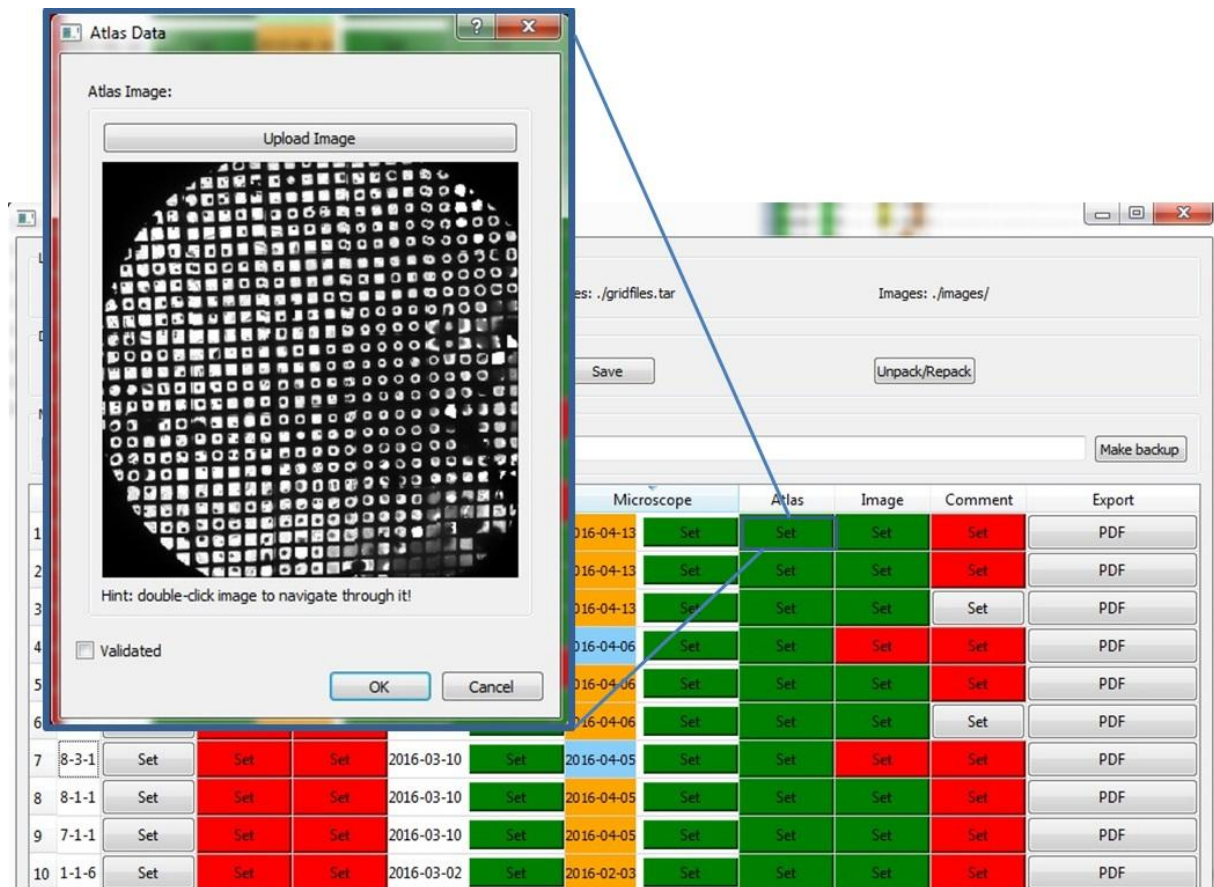 Atlas Data
Atlas Image:
Upload Image
Hint: double-click image to navigate through it!
Validated
OK Cancel
es: ./gridfiles.tar Images: ./images/
Save Unpack/Repack
Make backup
Microscope Atlas Image Comment Export
1 016-04-13 Set Set Set Set PDF
2 016-04-13 Set Set Set Set PDF
3 016-04-13 Set Set Set Set PDF
4 016-04-06 Set Set Set Set PDF
5 016-04-06 Set Set Set Set PDF
6 016-04-06 Set Set Set Set PDF
7 8-3-1 Set Set Set 2016-03-10 Set 2016-04-05 Set Set Set Set PDF
8 8-1-1 Set Set Set 2016-03-10 Set 2016-04-05 Set Set Set Set PDF
9 7-1-1 Set Set Set 2016-03-10 Set 2016-04-05 Set Set Set Set PDF
10 1-1-6 Set Set Set 2016-03-02 Set 2016-02-03 Set Set Set Set PDF